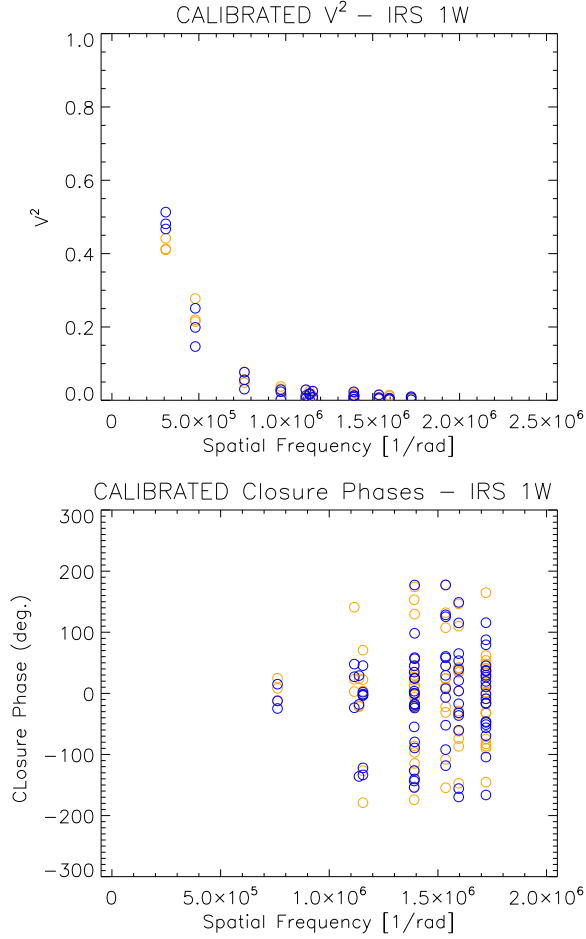 CALIBRATED V² – IRS 1W
1.0
0.8
0.6
V²
0.4
0.2
0.0
0 5.0×10⁵ 1.0×10⁶ 1.5×10⁶ 2.0×10⁶ 2.5×10⁶
Spatial Frequency [1/rad]
CALIBRATED Closure Phases – IRS 1W
300
200
100
CLosure Phase (deg.)
0
−100
−200
−300
0 5.0×10⁵ 1.0×10⁶ 1.5×10⁶ 2.0×10⁶
Spatial Frequency [1/rad]